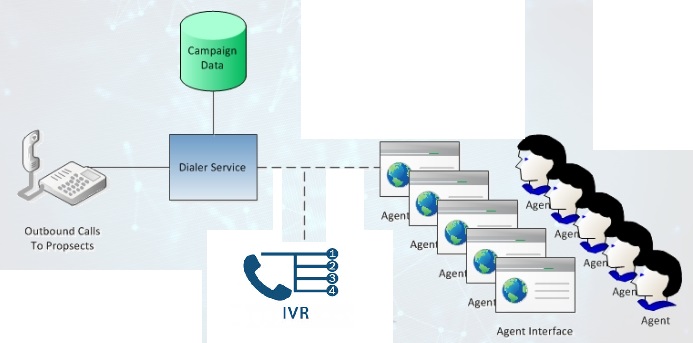 Campaign
Data
Dialer Service
Outbound Calls
To Propsects
1
2
3
4
IVR
Agent
Agent
Agent
Agent
Agent Interface
Agent
Agent
Agent
Agent
Agent